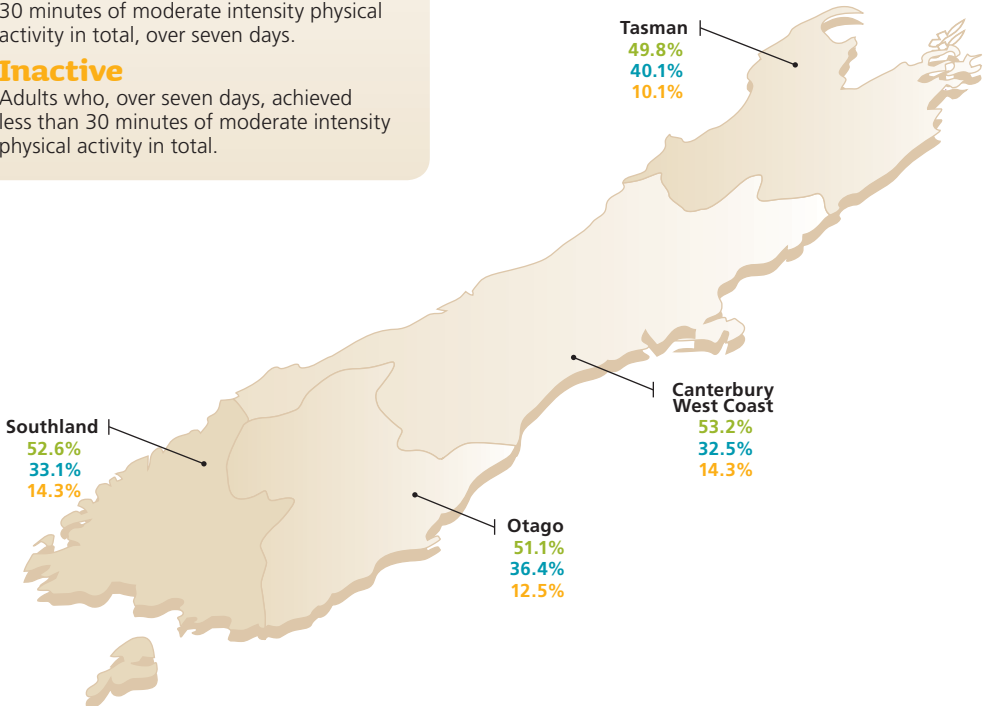 30 minutes of moderate intensity physical
activity in total, over seven days.
Inactive
Adults who, over seven days, achieved
less than 30 minutes of moderate intensity
physical activity in total.
Tasman
49.8%
40.1%
10.1%
Canterbury
West Coast
53.2%
32.5%
14.3%
Southland
52.6%
33.1%
14.3%
Otago
51.1%
36.4%
12.5%